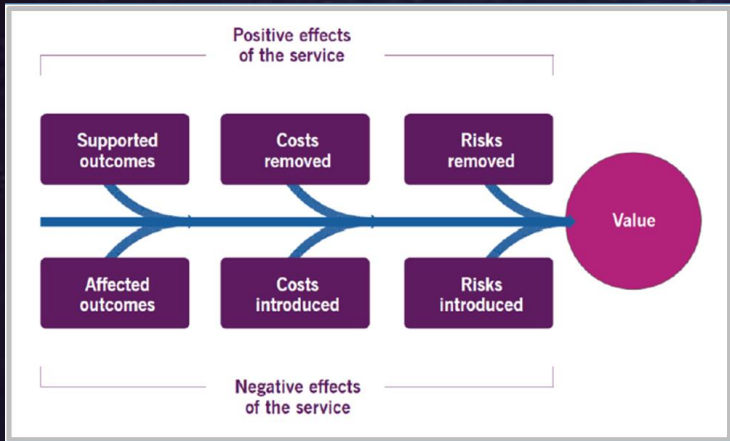 Positive effects
of the service
Supported
outcomes
Costs
removed
Risks
removed
Value
Affected
outcomes
Costs
introduced
Risks
introduced
Negative effects
of the service